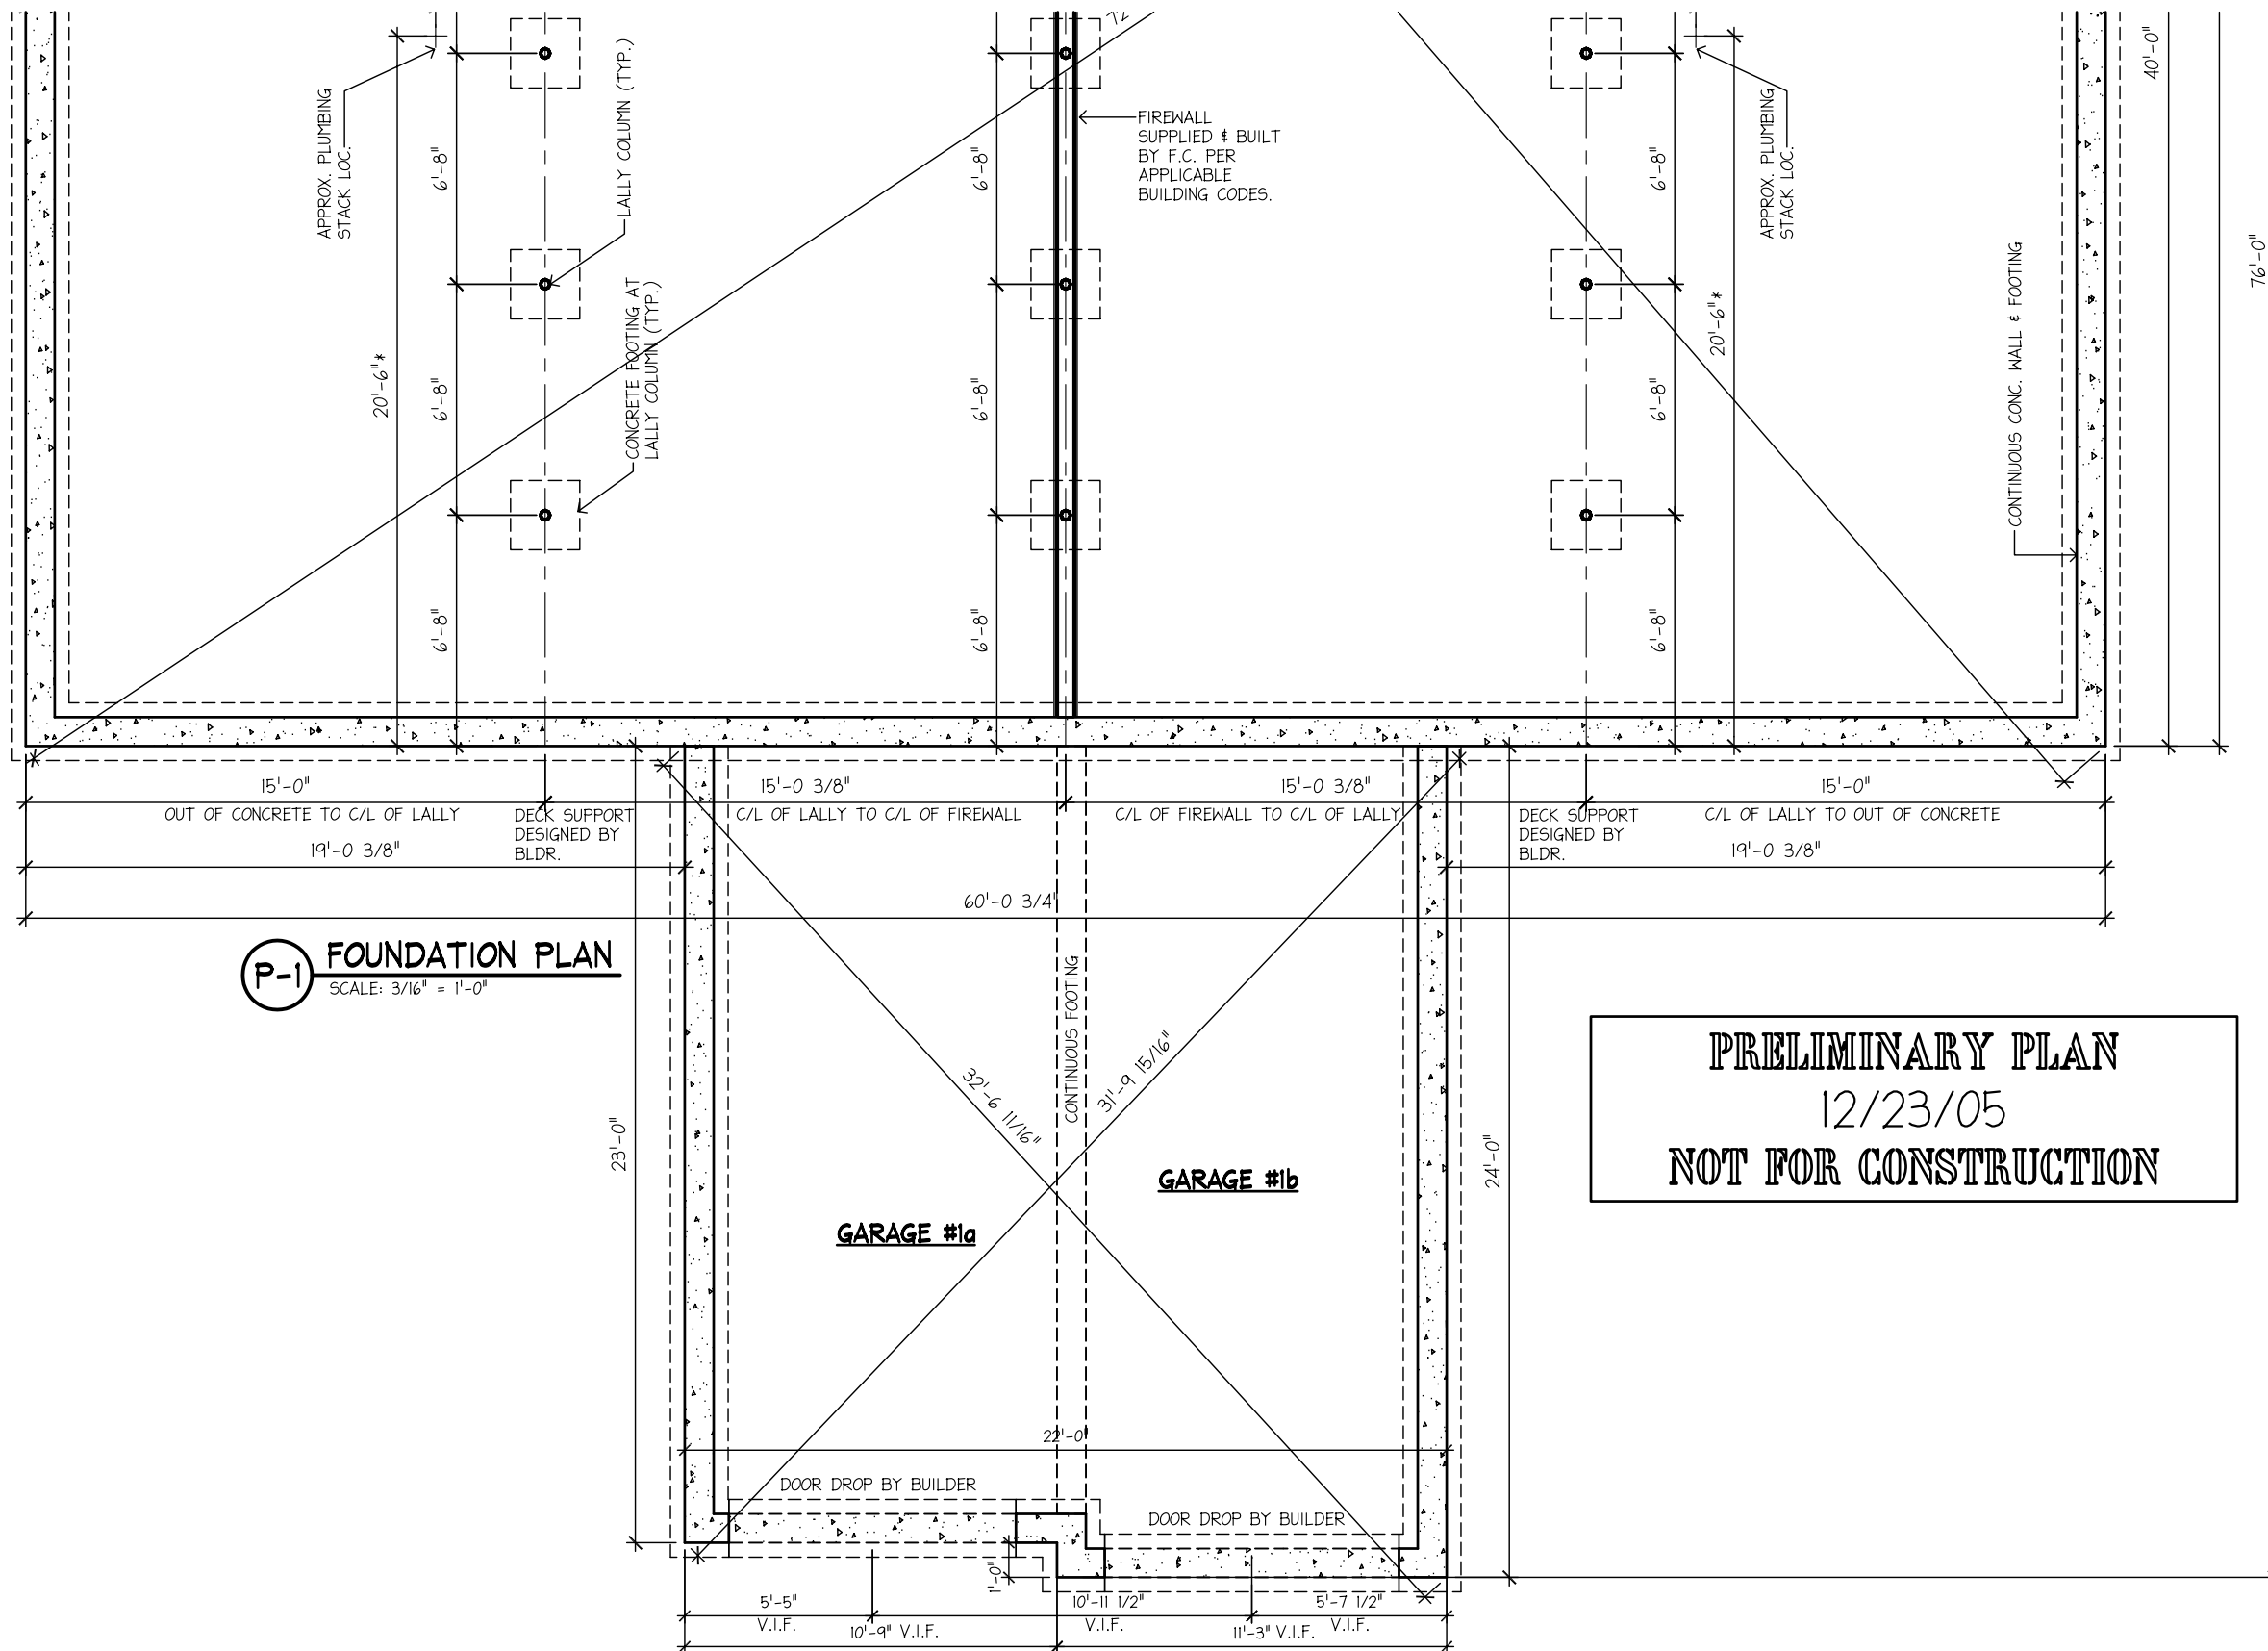 72
40'-0"
76'-0"
APPROX. PLUMBING
STACK LOC.
LALLY COLUMN (TYP.)
6'-8"
6'-8"
6'-8"
FIREWALL
SUPPLIED & BUILT
BY F.C. PER
APPLICABLE
BUILDING CODES.
APPROX. PLUMBING
STACK LOC.
CONCRETE FOOTING AT
LALLY COLUMN (TYP.)
CONTINUOUS CONC. WALL & FOOTING
20'-6"*
6'-8"
6'-8"
6'-8"
20'-6"*
6'-8"
6'-8"
6'-8"
15'-0"
15'-0 3/8"
15'-0 3/8"
15'-0"
OUT OF CONCRETE TO C/L OF LALLY
DECK SUPPORT
DESIGNED BY
BLDR.
C/L OF LALLY TO C/L OF FIREWALL
C/L OF FIREWALL TO C/L OF LALLY
DECK SUPPORT
DESIGNED BY
BLDR.
C/L OF LALLY TO OUT OF CONCRETE
19'-0 3/8"
19'-0 3/8"
60'-0 3/4"
P-1
FOUNDATION PLAN
SCALE: 3/16" = 1'-0"
CONTINUOUS FOOTING
32'-6 11/16"
31'-9 15/16"
23'-0"
24'-0"
GARAGE #1b
GARAGE #1a
PRELIMINARY PLAN
12/23/05
NOT FOR CONSTRUCTION
22'-0"
DOOR DROP BY BUILDER
DOOR DROP BY BUILDER
1'-0"
5'-5"
V.I.F.
10'-11 1/2"
V.I.F.
5'-7 1/2"
V.I.F.
10'-9" V.I.F.
11'-3" V.I.F.